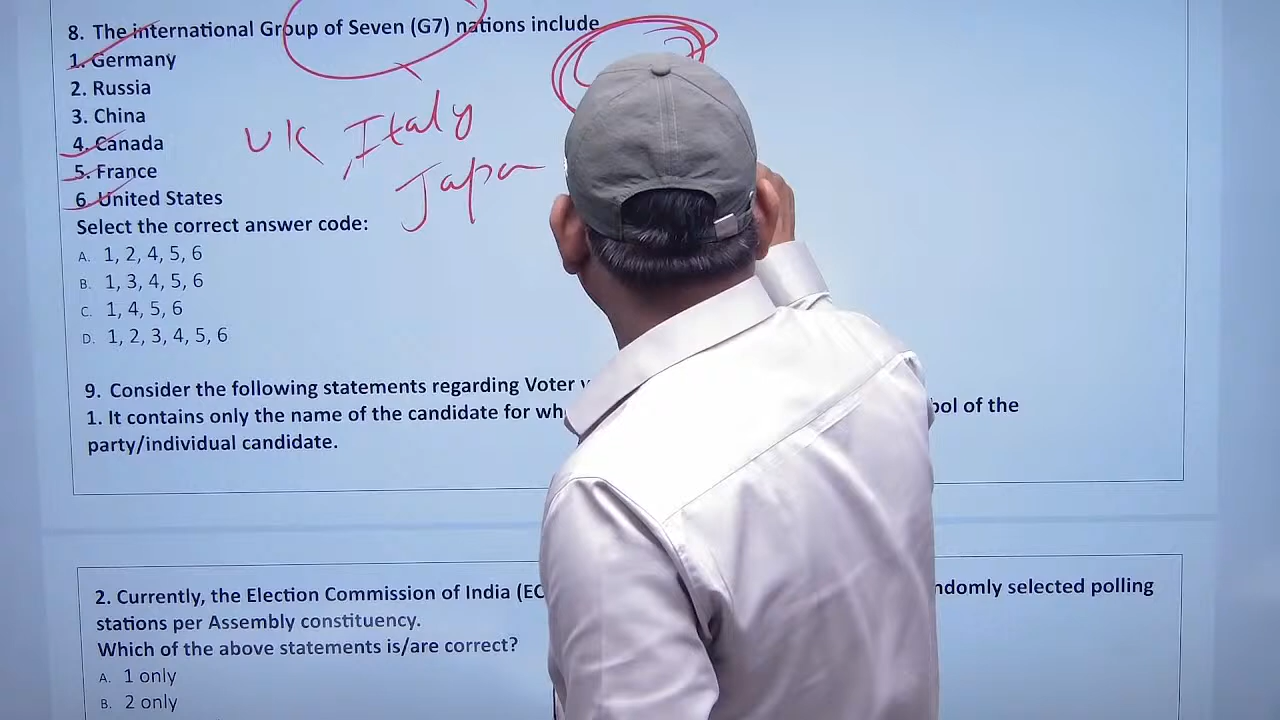 8. The international Group of Seven (G7) nations include
1. Germany
2. Russia
3. China
4. Canada
5. France
6. United States
UK, Italy
Japan
Select the correct answer code:
A. 1, 2, 4, 5, 6
B. 1, 3, 4, 5, 6
C. 1, 4, 5, 6
D. 1, 2, 3, 4, 5, 6
9. Consider the following statements regarding Voter
1. It contains only the name of the candidate for of the
party/individual candidate.
2. Currently, the Election Commission of India selected polling
stations per Assembly constituency.
Which of the above statements is/are correct?
A. 1 only
B. 2 only